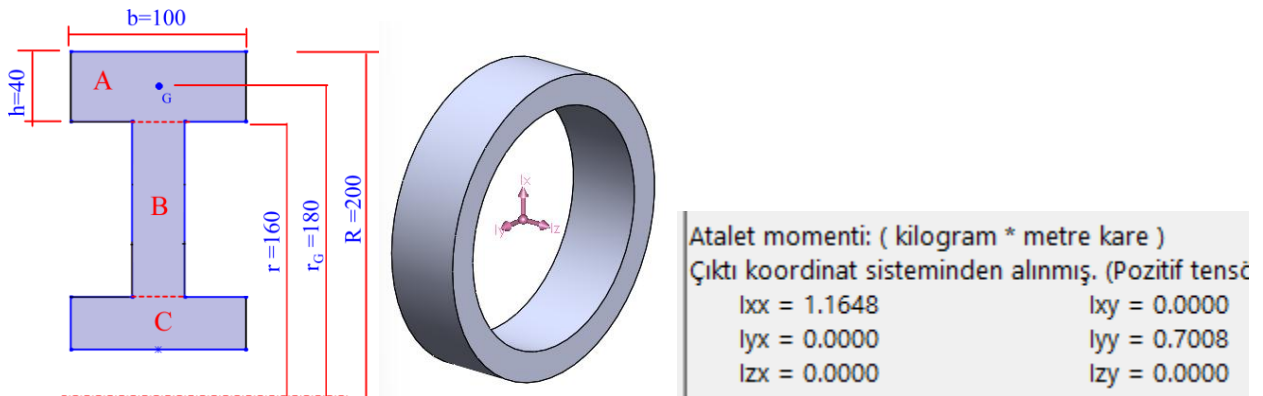 b=100
h=40
A
G
B
C
r =160
r_G =180
R =200
Ix
Iy
Iz
Atalet momenti: ( kilogram * metre kare )
Çıktı koordinat sisteminden alınmış. (Pozitif tensö
Ixx = 1.1648 Ixy = 0.0000
Iyx = 0.0000 Iyy = 0.7008
Izx = 0.0000 Izy = 0.0000